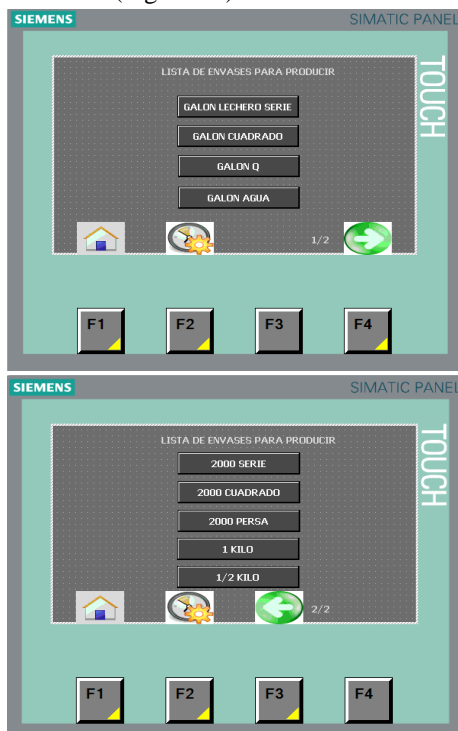 SIEMENS SIMATIC PANEL
TOUCH
LISTA DE ENVASES PARA PRODUCIR
GALON LECHERO SERIE
GALON CUADRADO
GALON Q
GALON AGUA
1/2
F1 F2 F3 F4
SIEMENS SIMATIC PANEL
TOUCH
LISTA DE ENVASES PARA PRODUCIR
2000 SERIE
2000 CUADRADO
2000 PERSA
1 KILO
1/2 KILO
2/2
F1 F2 F3 F4